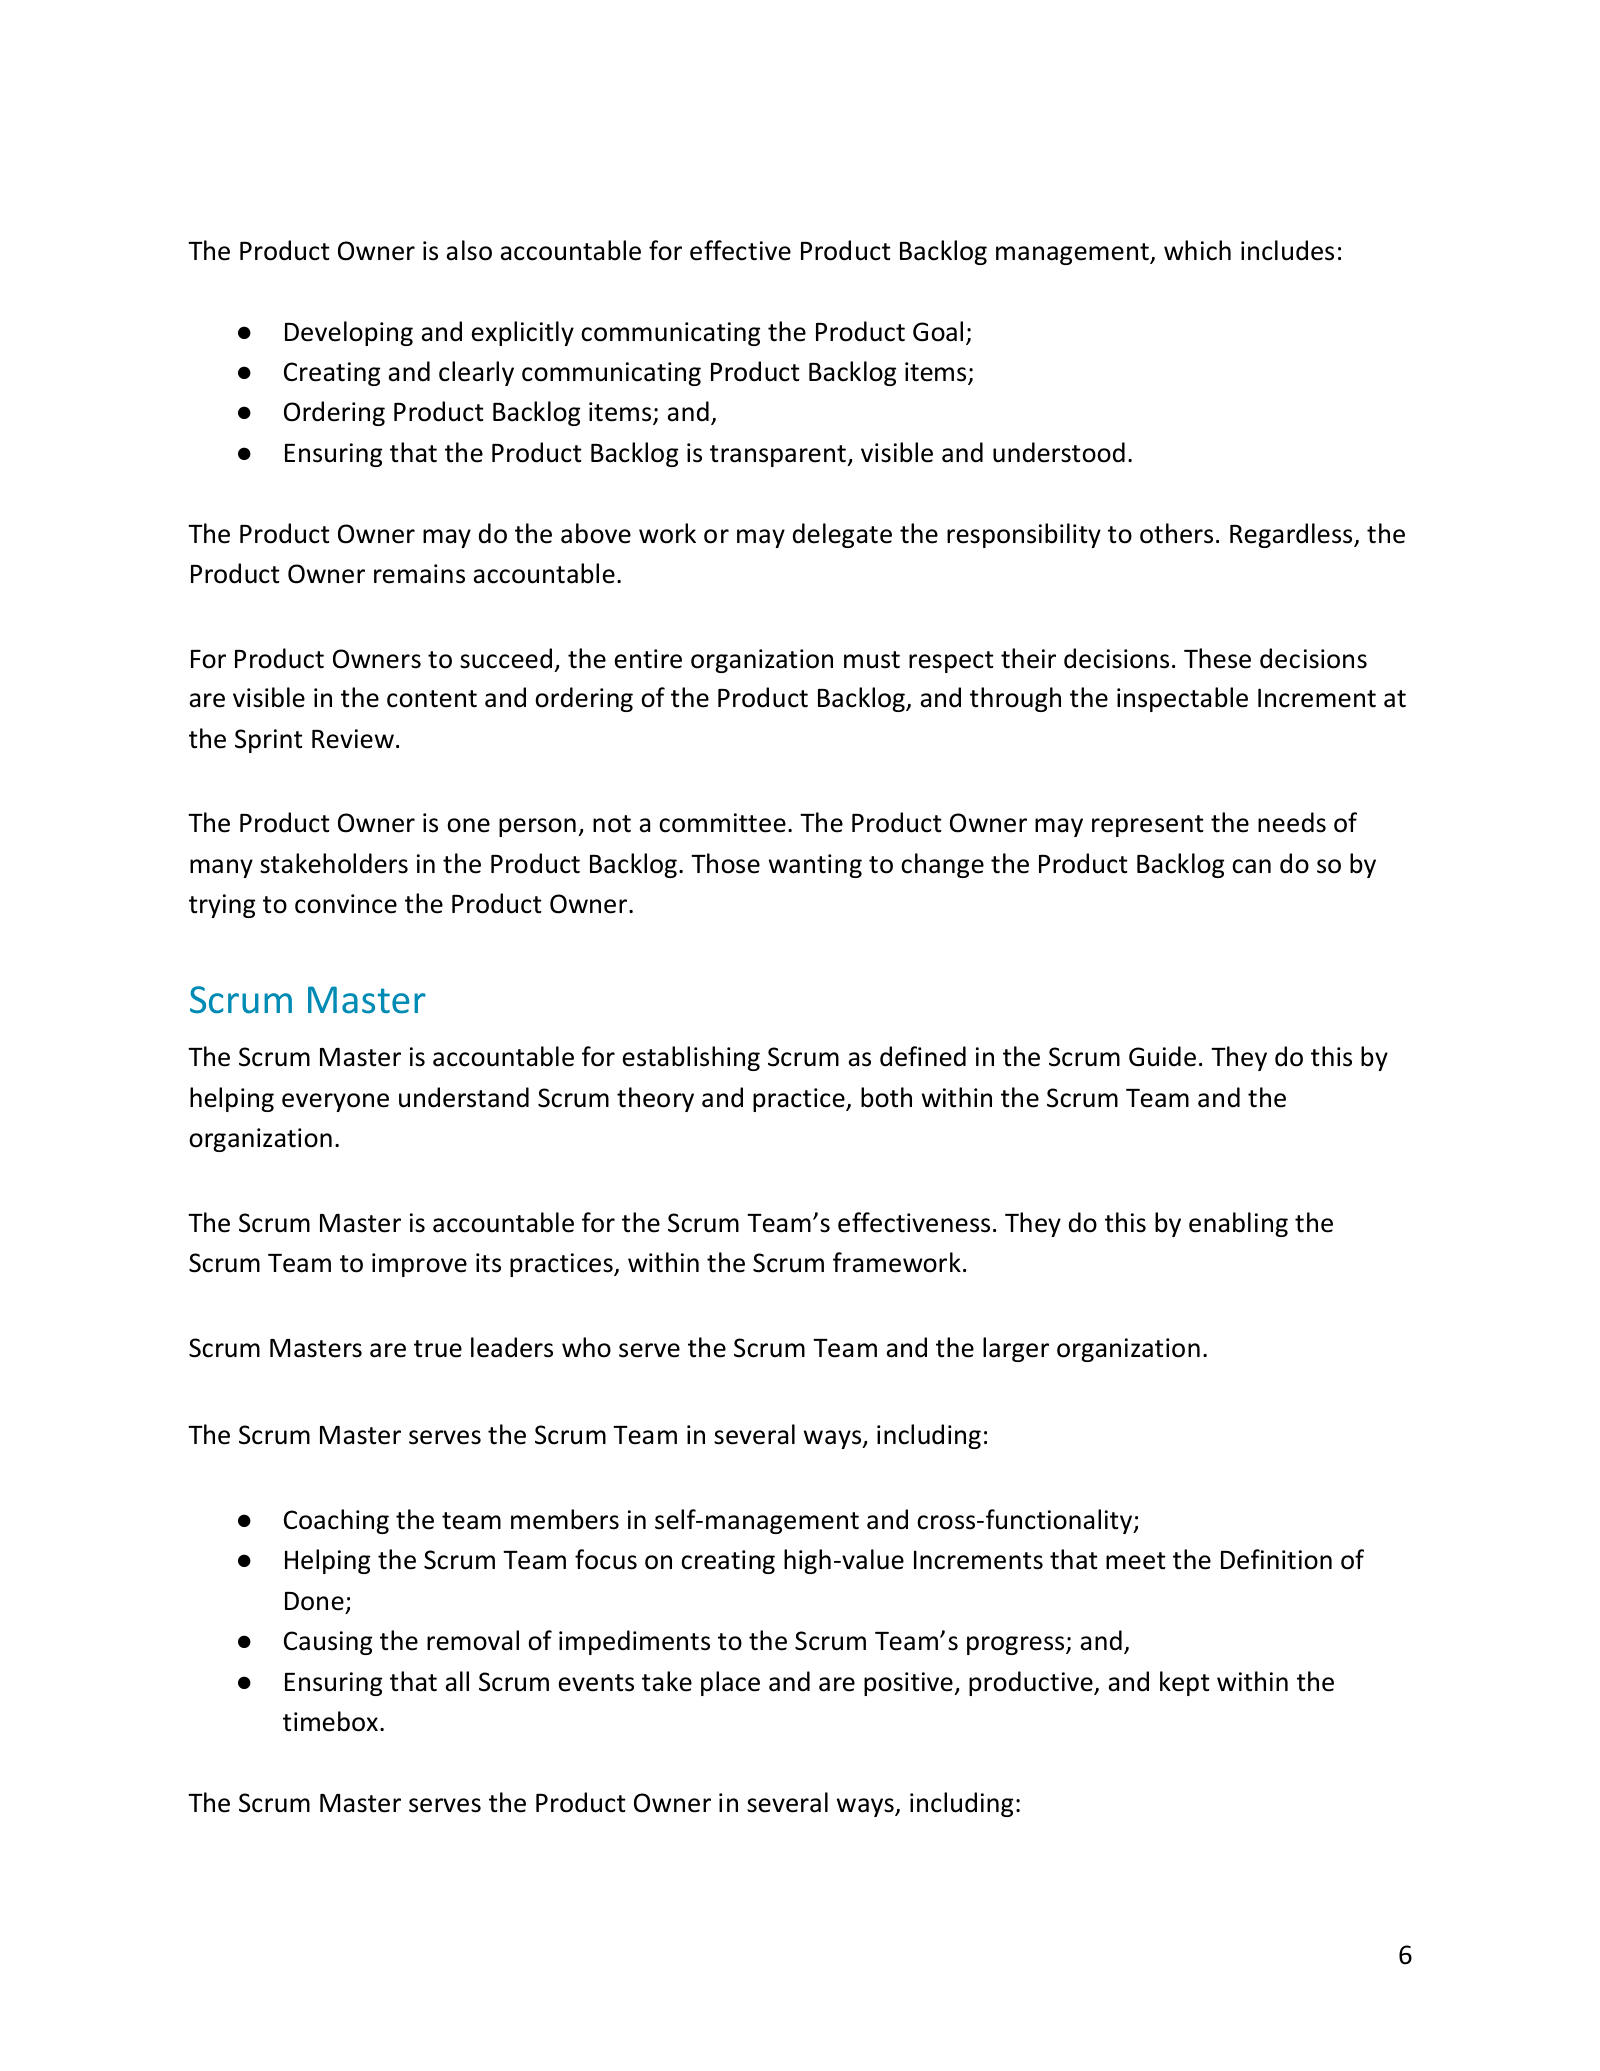 The Product Owner is also accountable for effective Product Backlog management, which includes:
● Developing and explicitly communicating the Product Goal;
● Creating and clearly communicating Product Backlog items;
● Ordering Product Backlog items; and,
● Ensuring that the Product Backlog is transparent, visible and understood.
The Product Owner may do the above work or may delegate the responsibility to others. Regardless, the
Product Owner remains accountable.
For Product Owners to succeed, the entire organization must respect their decisions. These decisions
are visible in the content and ordering of the Product Backlog, and through the inspectable Increment at
the Sprint Review.
The Product Owner is one person, not a committee. The Product Owner may represent the needs of
many stakeholders in the Product Backlog. Those wanting to change the Product Backlog can do so by
trying to convince the Product Owner.
Scrum Master
The Scrum Master is accountable for establishing Scrum as defined in the Scrum Guide. They do this by
helping everyone understand Scrum theory and practice, both within the Scrum Team and the
organization.
The Scrum Master is accountable for the Scrum Team’s effectiveness. They do this by enabling the
Scrum Team to improve its practices, within the Scrum framework.
Scrum Masters are true leaders who serve the Scrum Team and the larger organization.
The Scrum Master serves the Scrum Team in several ways, including:
● Coaching the team members in self-management and cross-functionality;
● Helping the Scrum Team focus on creating high-value Increments that meet the Definition of
Done;
● Causing the removal of impediments to the Scrum Team’s progress; and,
● Ensuring that all Scrum events take place and are positive, productive, and kept within the
timebox.
The Scrum Master serves the Product Owner in several ways, including:
6